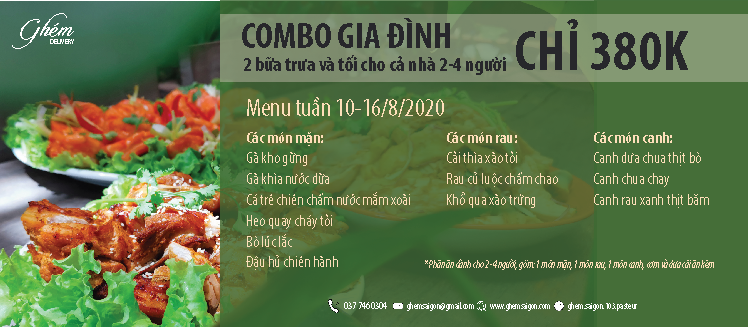 Ghém
DELIVERY
COMBO GIA ĐÌNH
2 bữa trưa và tối cho cả nhà 2-4 người
CHỈ 380K
Menu tuần 10-16/8/2020
Các món mặn:
Gà kho gừng
Gà khìa nước dừa
Cá trê chiên chấm nước mắm xoài
Heo quay cháy tỏi
Bò lúc lắc
Đậu hủ chiên hành
Các món rau:
Cải thìa xào tỏi
Rau củ luộc chấm chao
Khổ qua xào trứng
Các món canh:
Canh dưa chua thịt bò
Canh chua chay
Canh rau xanh thịt bằm
*Phần ăn dành cho 2-4 người, gồm: 1 món mặn, 1 món rau, 1 món canh, cơm và dưa cải ăn kèm
037 7460304 ghemsaigon@gmail.com www.ghemsaigon.com ghem.saigon.103.pasteur